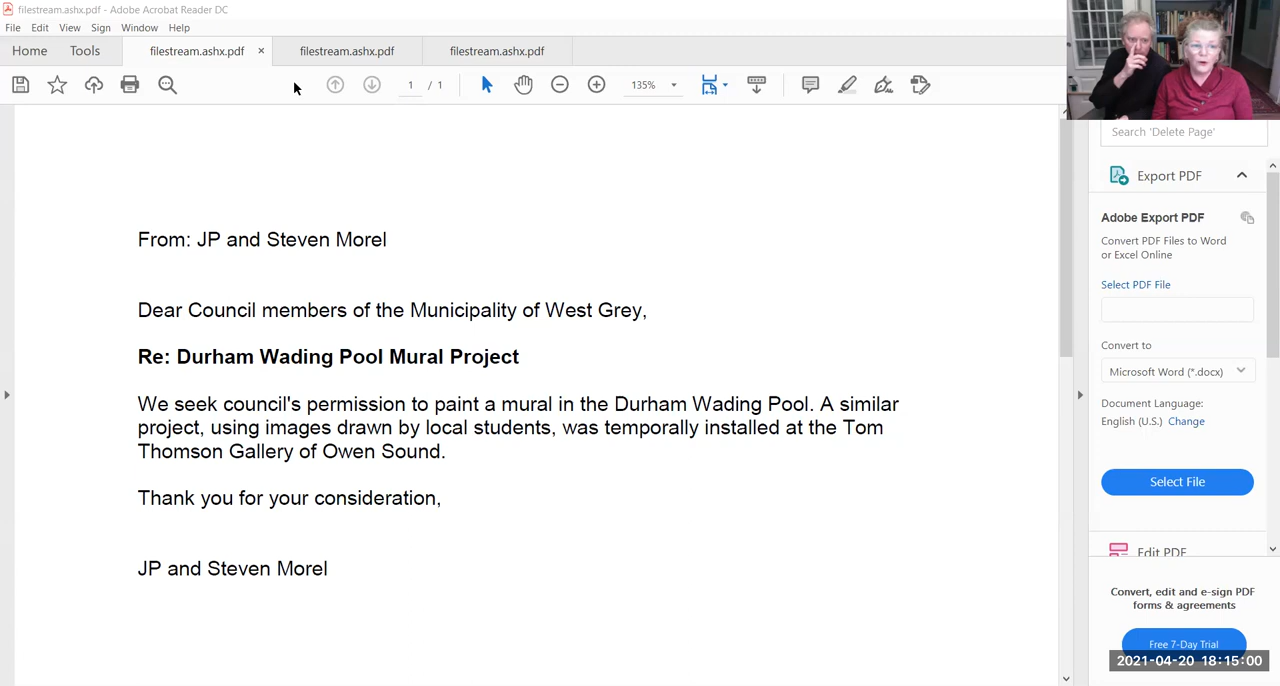 filestream.ashx.pdf - Adobe Acrobat Reader DC
File Edit View Sign Window Help
Home Tools filestream.ashx.pdf × filestream.ashx.pdf filestream.ashx.pdf
1 / 1 135%
Search 'Delete Page'
Export PDF
Adobe Export PDF
Convert PDF Files to Word
or Excel Online
Select PDF File
Convert to
Microsoft Word (*.docx)
Document Language:
English (U.S.) Change
Select File
Edit PDF
Convert, edit and e-sign PDF
forms & agreements
Free 7-Day Trial
2021-04-20 18:15:00
From: JP and Steven Morel
Dear Council members of the Municipality of West Grey,
Re: Durham Wading Pool Mural Project
We seek council's permission to paint a mural in the Durham Wading Pool. A similar
project, using images drawn by local students, was temporally installed at the Tom
Thomson Gallery of Owen Sound.
Thank you for your consideration,
JP and Steven Morel